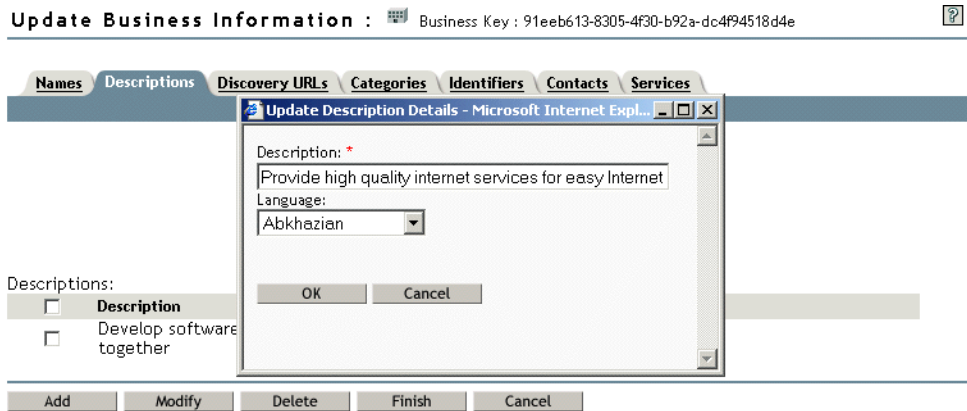 Update Business Information : Business Key : 91eeb613-8305-4f30-b92a-dc4f94518d4e ?
Names Descriptions Discovery URLs Categories Identifiers Contacts Services
Update Description Details - Microsoft Internet Expl...
Description: *
Provide high quality internet services for easy Internet
Language:
Abkhazian
OK Cancel
Descriptions:
Description
Develop software
together
Add Modify Delete Finish Cancel